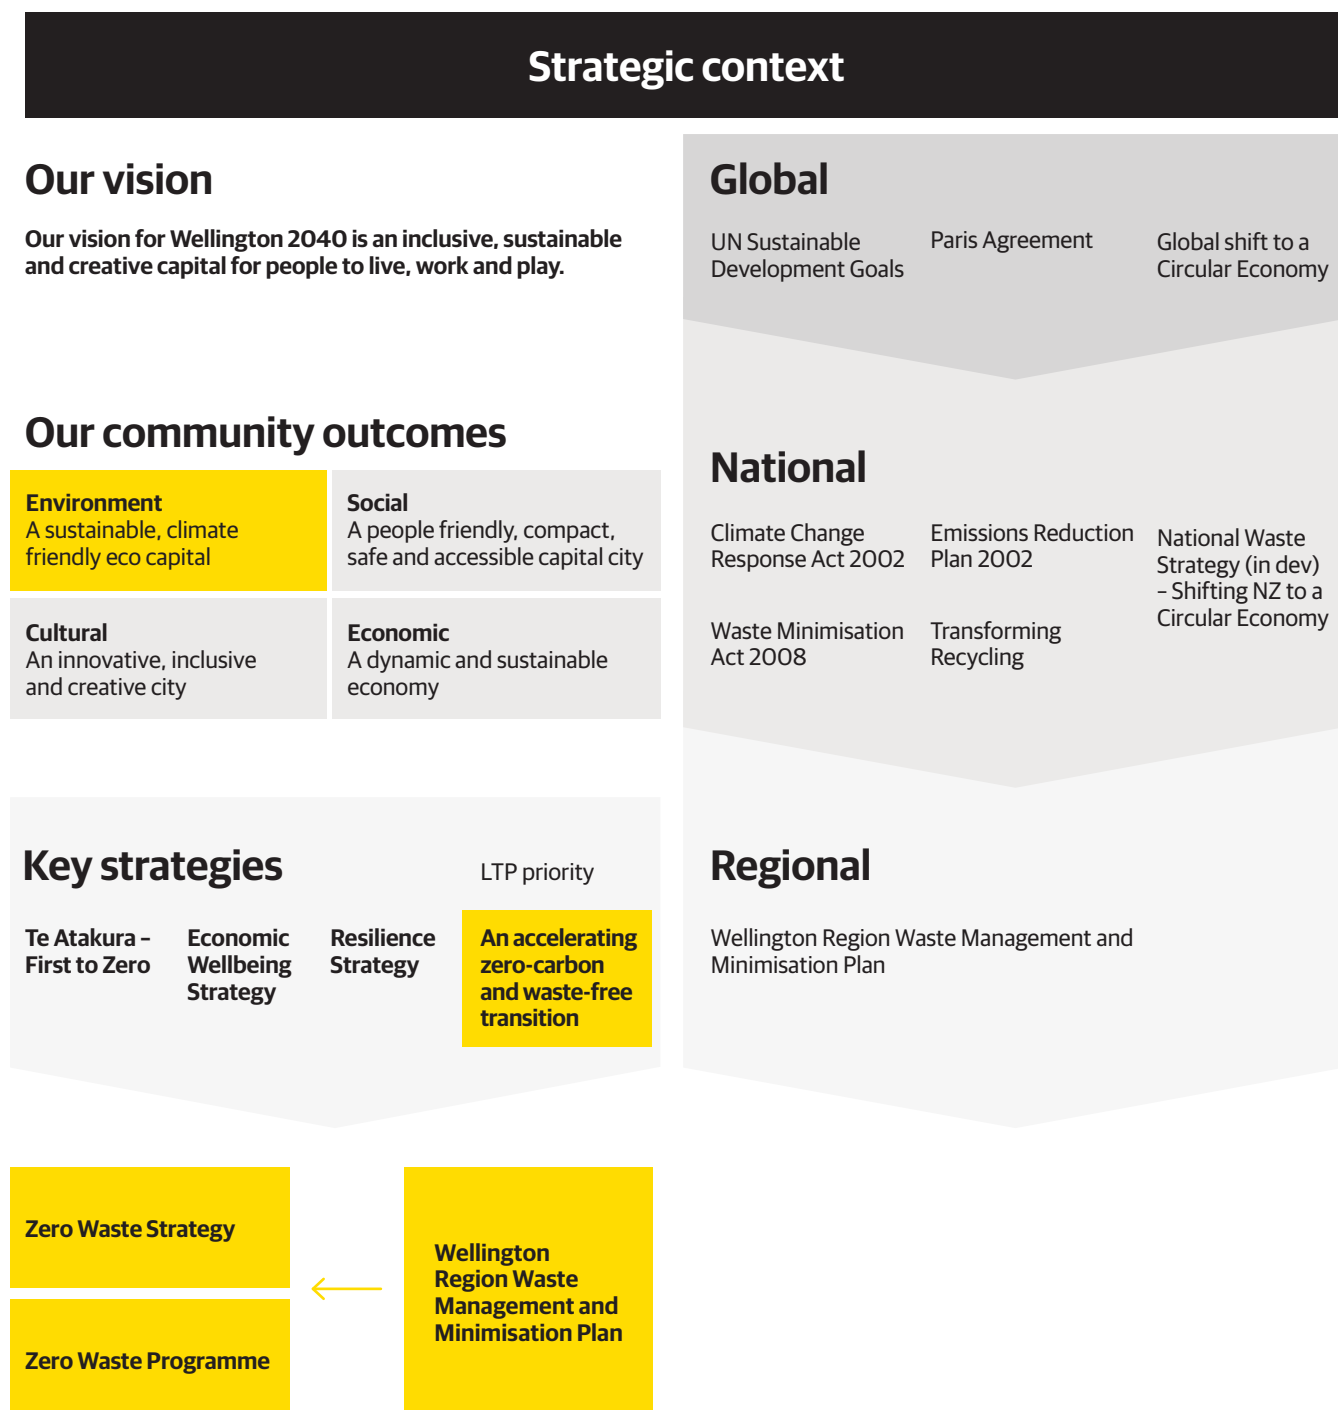 Strategic context
Our vision
Our vision for Wellington 2040 is an inclusive, sustainable
and creative capital for people to live, work and play.
Our community outcomes
Environment
A sustainable, climate
friendly eco capital
Social
A people friendly, compact,
safe and accessible capital city
Cultural
An innovative, inclusive
and creative city
Economic
A dynamic and sustainable
economy
Key strategies
LTP priority
Te Atakura –
First to Zero
Economic
Wellbeing
Strategy
Resilience
Strategy
An accelerating
zero-carbon
and waste-free
transition
Zero Waste Strategy
Zero Waste Programme
Wellington
Region Waste
Management and
Minimisation Plan
Global
UN Sustainable
Development Goals
Paris Agreement
Global shift to a
Circular Economy
National
Climate Change
Response Act 2002
Emissions Reduction
Plan 2002
National Waste
Strategy (in dev)
– Shifting NZ to a
Circular Economy
Waste Minimisation
Act 2008
Transforming
Recycling
Regional
Wellington Region Waste Management and
Minimisation Plan